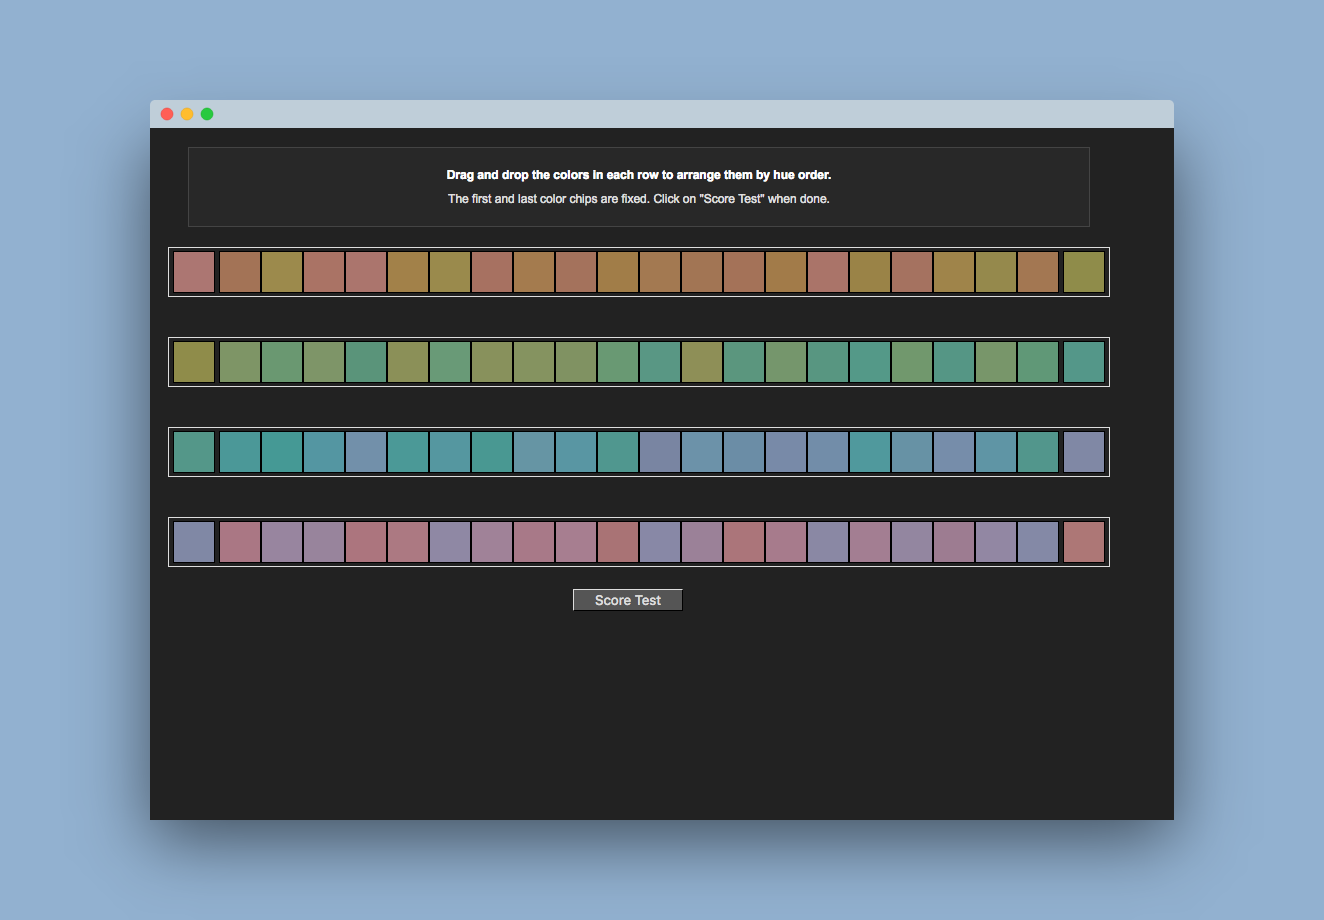 Drag and drop the colors in each row to arrange them by hue order.
The first and last color chips are fixed. Click on "Score Test" when done.
Score Test